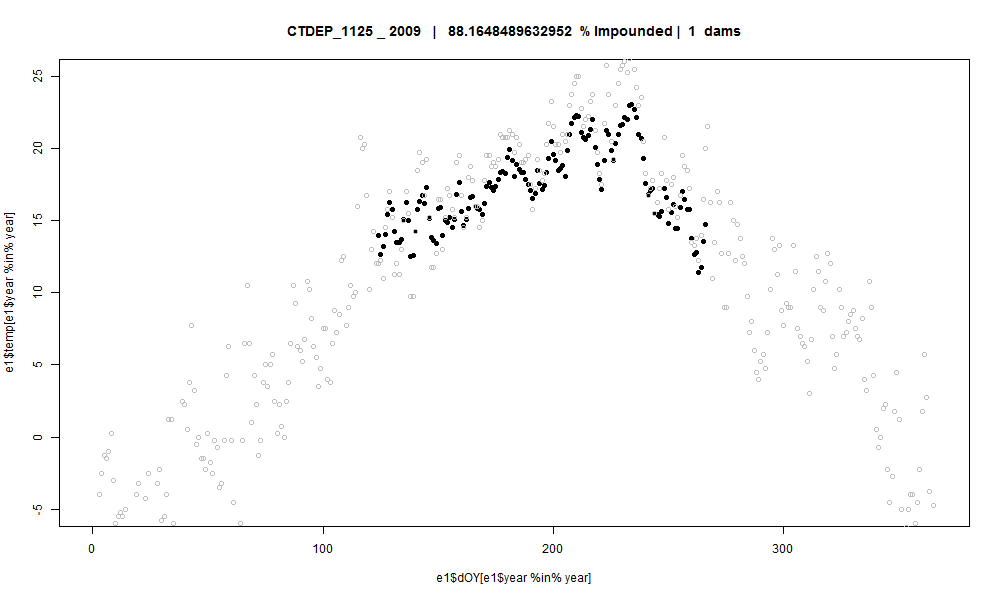 CTDEP_1125 _ 2009 | 88.1648489632952 % Impounded | 1 dams
25
20
15
10
5
0
-5
e1$temp[e1$year %in% year]
0 100 200 300
e1$dOY[e1$year %in% year]